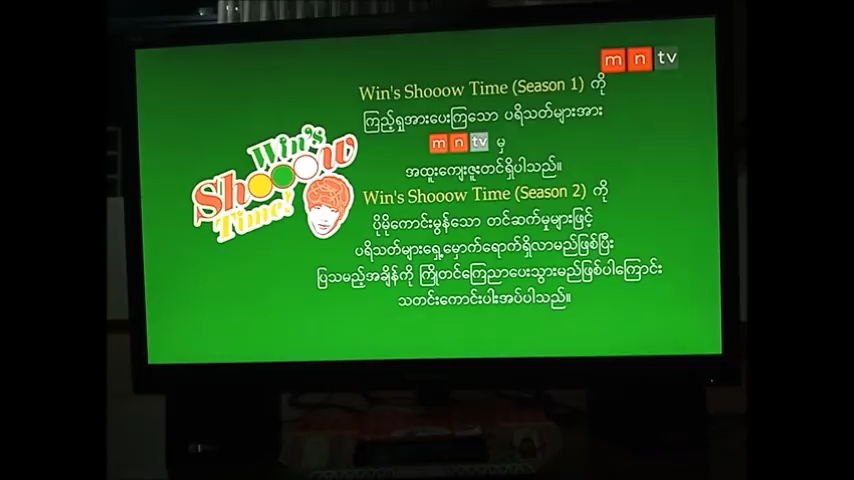 mntv
Win's Shooow Time (Season 1) ကို
ကြည့်ရှုအားပေးကြသော ပရိသတ်များအား
mntv မှ
အထူးကျေးဇူးတင်ရှိပါသည်။
Win's Shooow Time (Season 2) ကို
ပိုမိုကောင်းမွန်သော တင်ဆက်မှုများဖြင့်
ပရိသတ်များရှေ့မှောက်ရောက်ရှိလာမည်ဖြစ်ပြီး
ပြသမည့်အချိန်ကို ကြိုတင်ကြေညာပေးသွားမည်ဖြစ်ပါကြောင်း
သတင်းကောင်းပါးအပ်ပါသည်။
Win's
Shooow
Time!